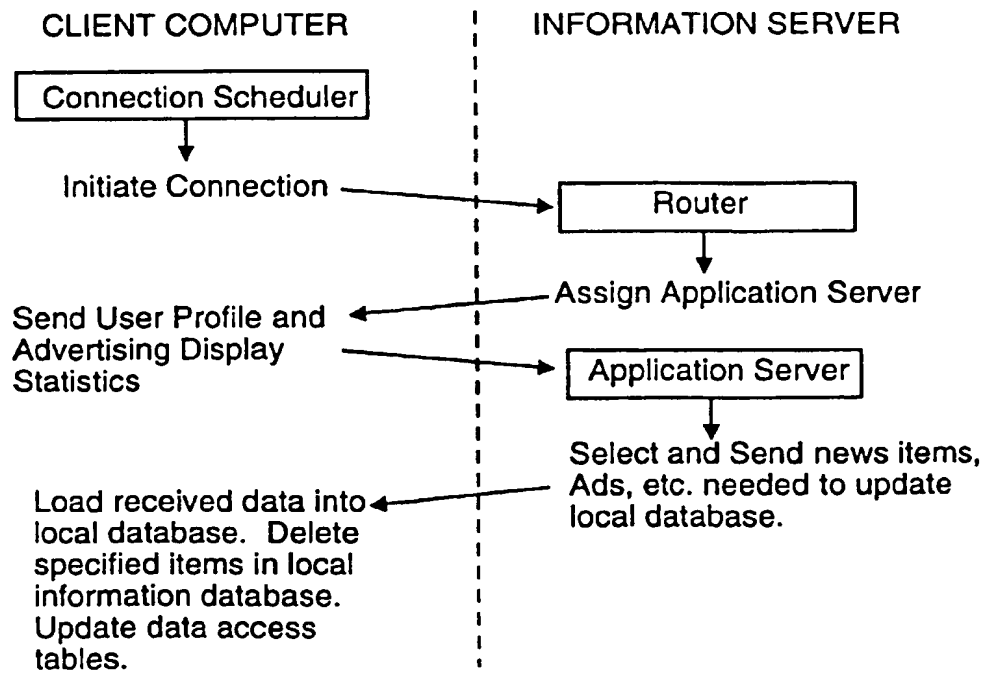 CLIENT COMPUTER
INFORMATION SERVER
Connection Scheduler
Initiate Connection
Router
Assign Application Server
Send User Profile and
Advertising Display
Statistics
Application Server
Select and Send news items,
Ads, etc. needed to update
local database.
Load received data into
local database. Delete
specified items in local
information database.
Update data access
tables.